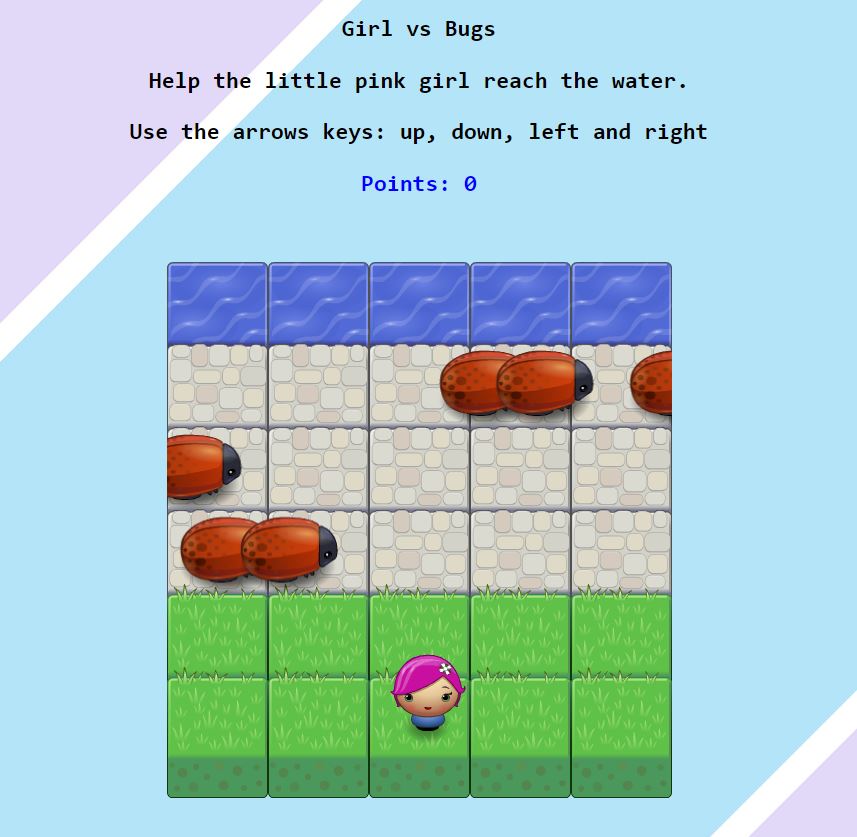 Girl vs Bugs
Help the little pink girl reach the water.
Use the arrows keys: up, down, left and right
Points: 0